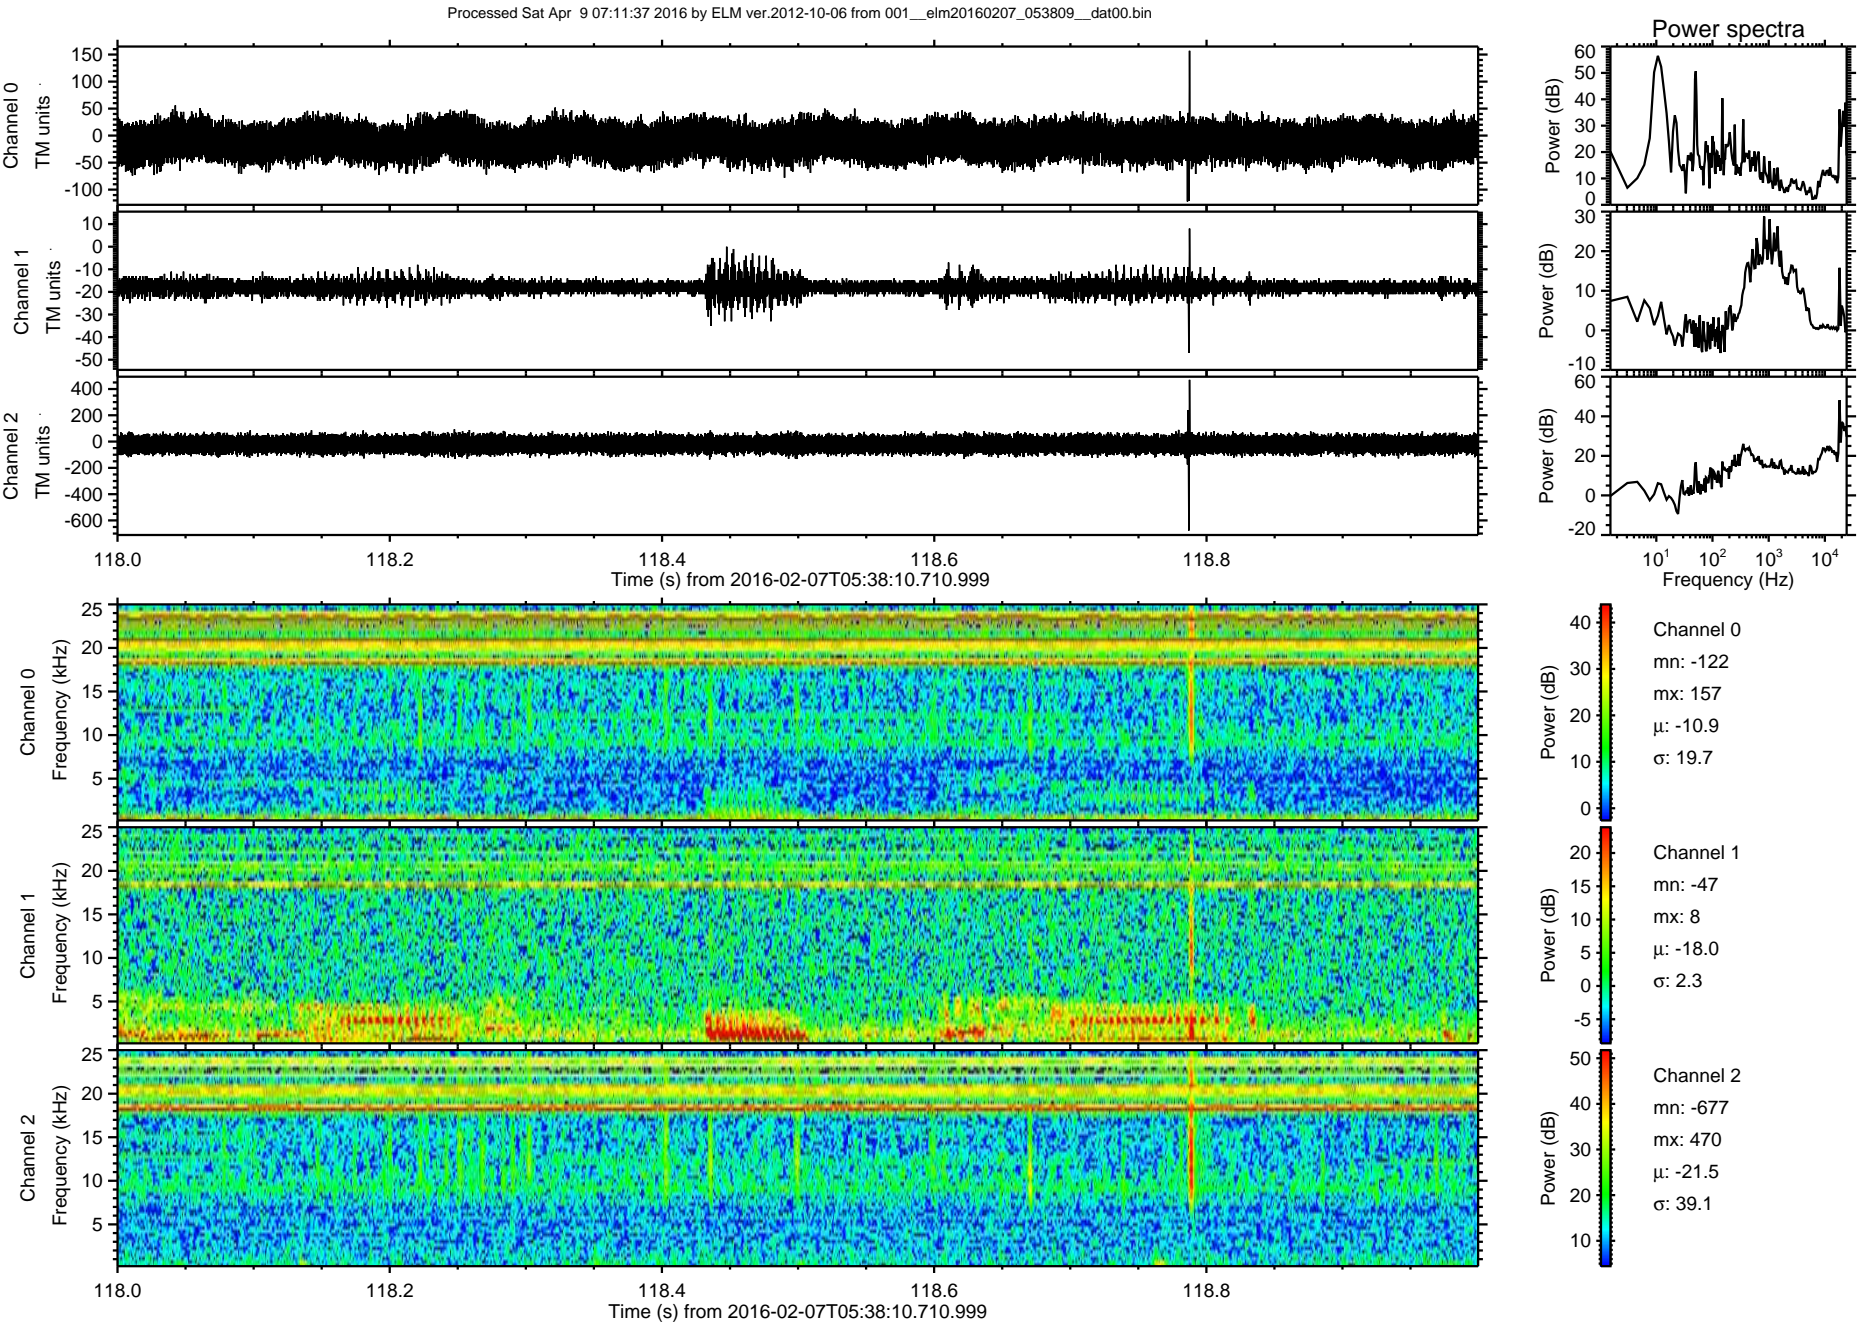 Processed Sat Apr  9 07:11:37 2016 by ELM ver.2012-10-06 from 001__elm20160207_053809__dat00.bin
Power spectra
Channel 0
TM units
150
100
50
0
-50
-100
Power (dB)
60
50
40
30
20
10
0
Channel 1
TM units
10
0
-10
-20
-30
-40
-50
Power (dB)
30
20
10
0
-10
Channel 2
TM units
400
200
0
-200
-400
-600
Power (dB)
60
40
20
0
-20
118.0 118.2 118.4 118.6 118.8
Time (s) from 2016-02-07T05:38:10.710.999
10^1 10^2 10^3 10^4
Frequency (Hz)
Channel 0
Frequency (kHz)
25
20
15
10
5
Power (dB)
40
30
20
10
0
Channel 0
mn: -122
mx: 157
μ: -10.9
σ: 19.7
Channel 1
Frequency (kHz)
25
20
15
10
5
Power (dB)
20
15
10
5
0
-5
Channel 1
mn: -47
mx: 8
μ: -18.0
σ: 2.3
Channel 2
Frequency (kHz)
25
20
15
10
5
Power (dB)
50
40
30
20
10
Channel 2
mn: -677
mx: 470
μ: -21.5
σ: 39.1
118.0 118.2 118.4 118.6 118.8
Time (s) from 2016-02-07T05:38:10.710.999